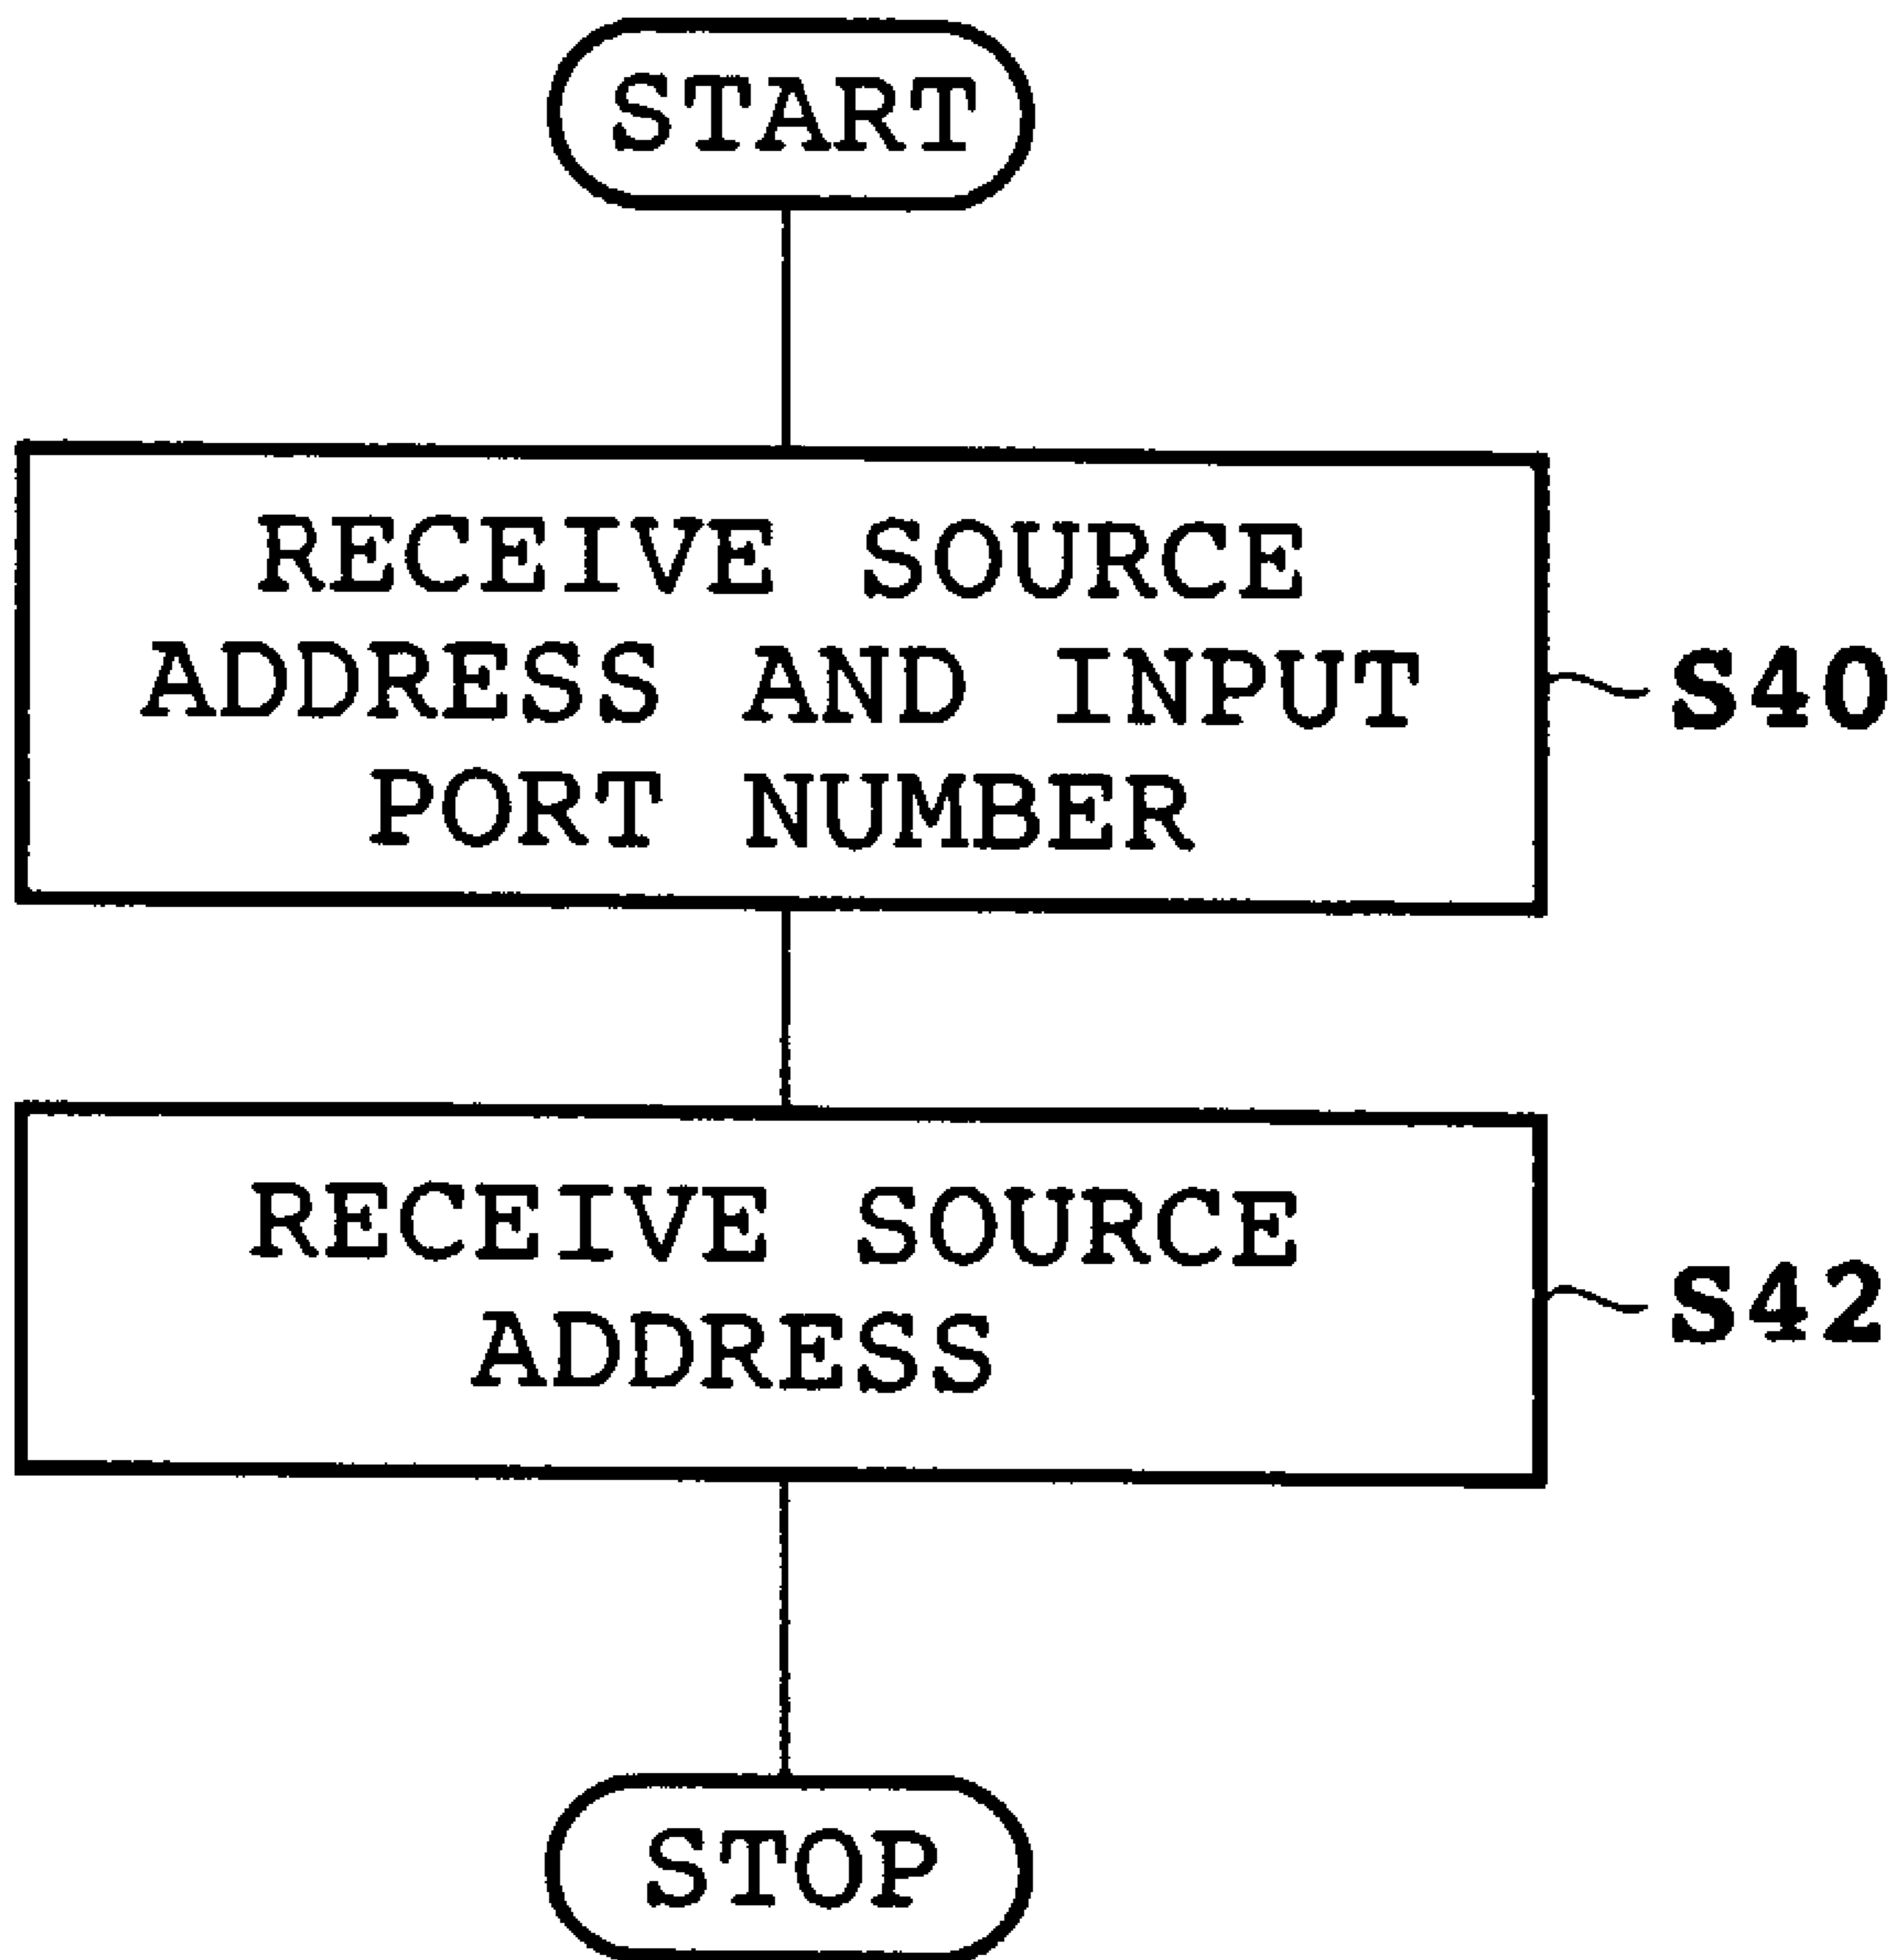 START
RECEIVE SOURCE
ADDRESS AND INPUT
PORT NUMBER
S40
RECEIVE SOURCE
ADDRESS
S42
STOP